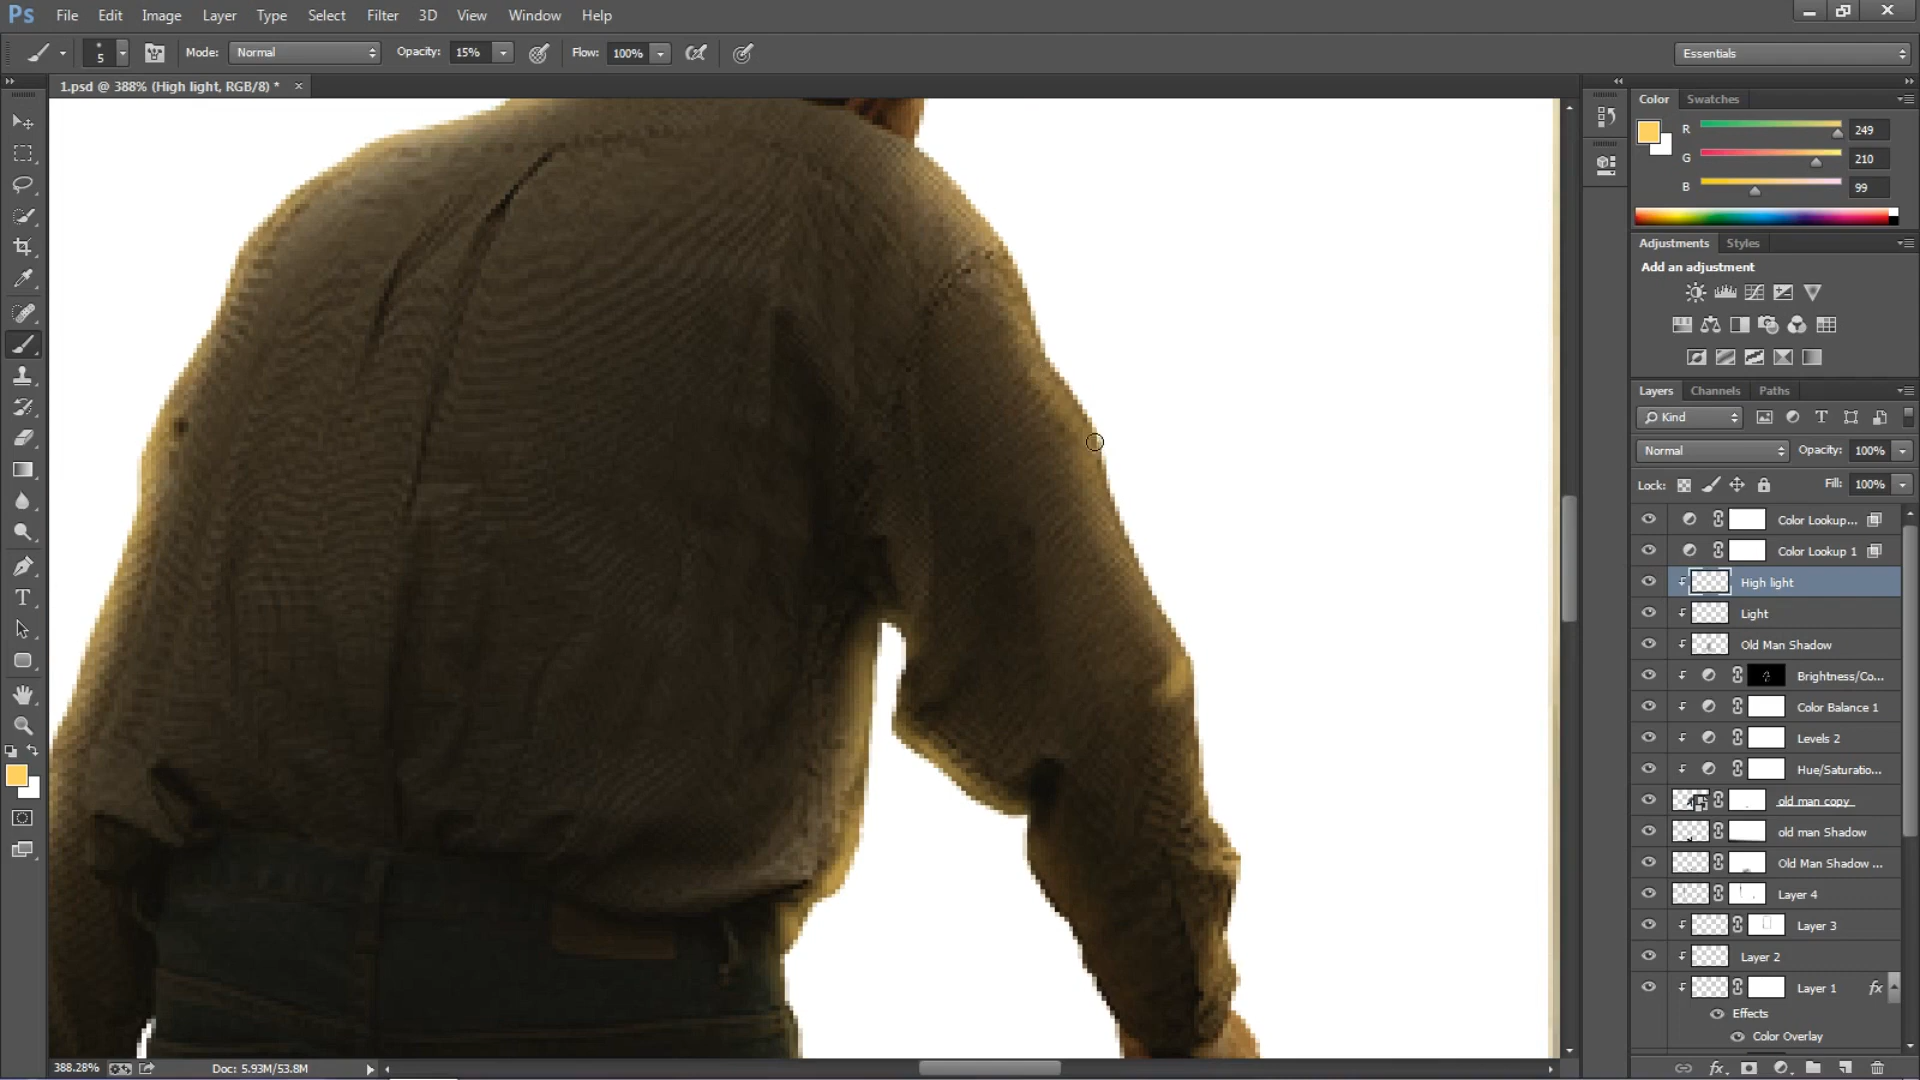 Ps File Edit Image Layer Type Select Filter 3D View Window Help
5 Mode: Normal Opacity: 15% Flow: 100% Essentials
1.psd @ 388% (High light, RGB/8) *
Color Swatches
R 249
G 210
B 99
Adjustments Styles
Add an adjustment
Layers Channels Paths
Kind
Normal Opacity: 100%
Lock: Fill: 100%
Color Lookup...
Color Lookup 1
High light
Light
Old Man Shadow
Brightness/Co...
Color Balance 1
Levels 2
Hue/Saturatio...
old man copy
old man Shadow
Old Man Shadow ...
Layer 4
Layer 3
Layer 2
Layer 1 fx
Effects
Color Overlay
388.28% Doc: 5.93M/53.8M fx